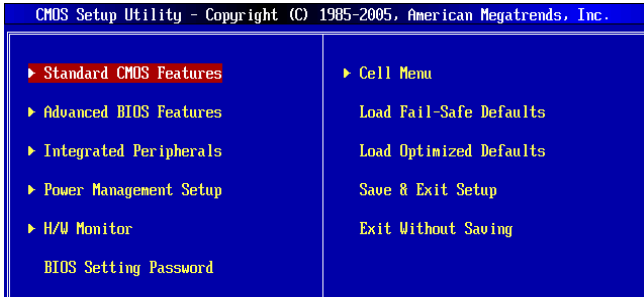 CMOS Setup Utility - Copyright (C) 1985-2005, American Megatrends, Inc.
Standard CMOS Features
Advanced BIOS Features
Integrated Peripherals
Power Management Setup
H/W Monitor
BIOS Setting Password
Cell Menu
Load Fail-Safe Defaults
Load Optimized Defaults
Save & Exit Setup
Exit Without Saving